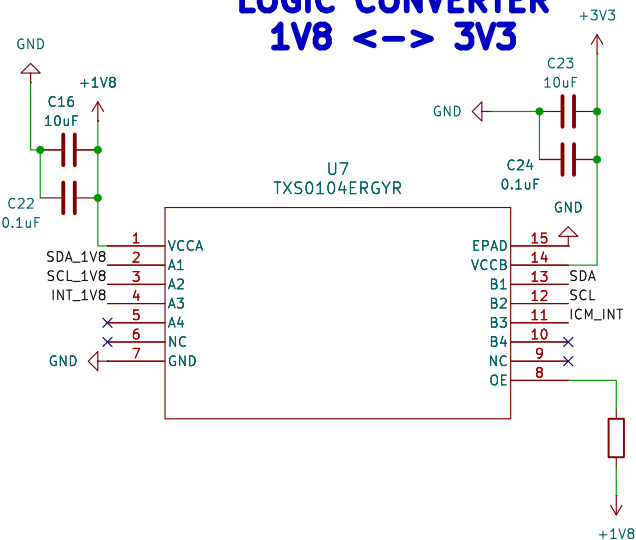 LOGIC CONVERTER
1V8 <-> 3V3
+3V3
GND
+1V8
C16
10uF
C22
0.1uF
C23
10uF
GND
C24
0.1uF
GND
U7
TXS0104ERGYR
1 VCCA
SDA_1V8 2 A1
SCL_1V8 3 A2
INT_1V8 4 A3
5 A4
6 NC
GND 7 GND
EPAD 15
VCCB 14
B1 13 SDA
B2 12 SCL
B3 11 ICM_INT
B4 10
NC 9
OE 8
+1V8